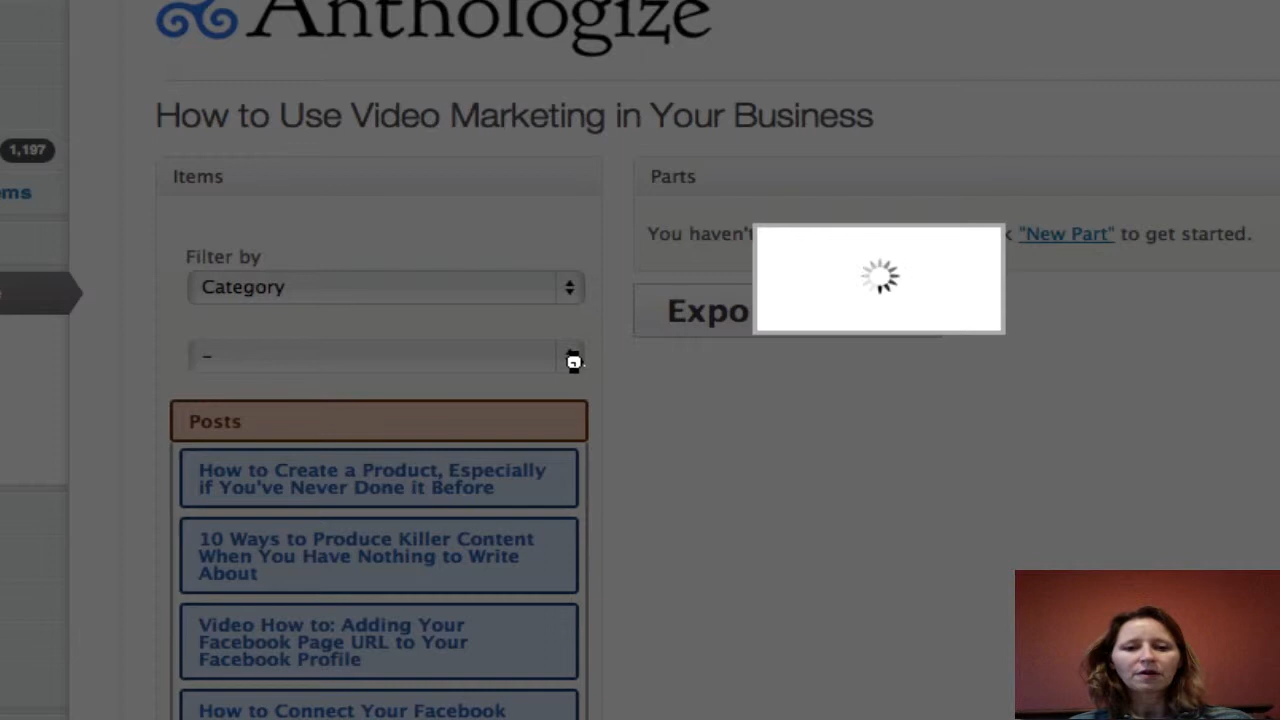 Anthologize
How to Use Video Marketing in Your Business
1,197
ms
Items
Parts
You haven't
"New Part" to get started.
Filter by
Category
Expo
–
Posts
How to Create a Product, Especially
if You've Never Done it Before
10 Ways to Produce Killer Content
When You Have Nothing to Write
About
Video How to: Adding Your
Facebook Page URL to Your
Facebook Profile
How to Connect Your Facebook